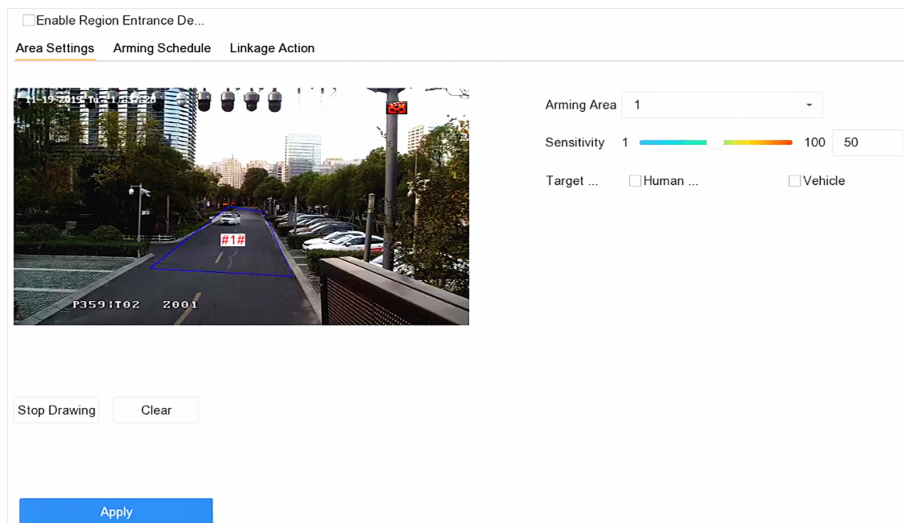 Enable Region Entrance De...
Area Settings Arming Schedule Linkage Action
Arming Area 1
Sensitivity 1 100 50
Target ... Human ... Vehicle
#1#
2001
Stop Drawing Clear
Apply